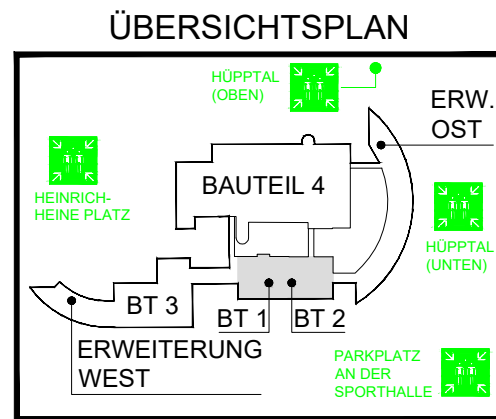 ÜBERSICHTSPLAN
HÜPPTAL
(OBEN)
ERW.
OST
HEINRICH-
HEINE PLATZ
BAUTEIL 4
HÜPPTAL
(UNTEN)
BT 3
BT 1
BT 2
ERWEITERUNG
WEST
PARKPLATZ
AN DER
SPORTHALLE